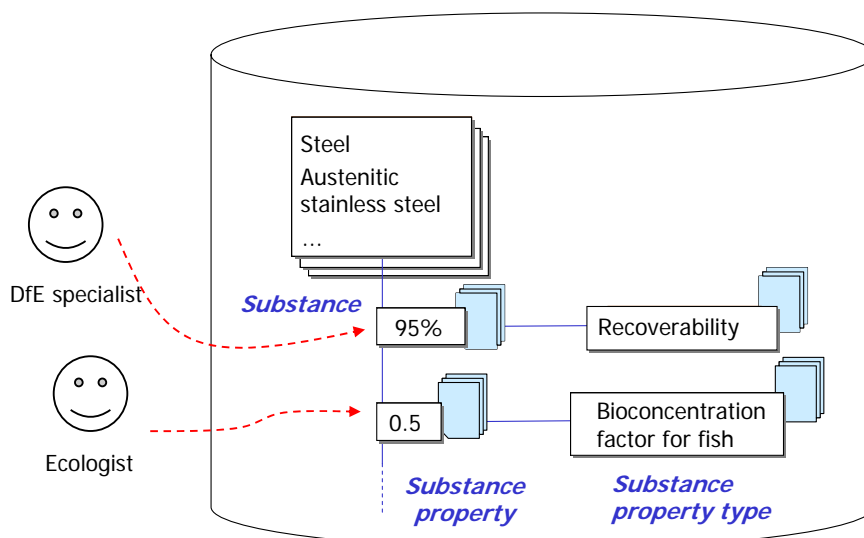 Steel
Austenitic
stainless steel
...
DfE specialist
Substance
95%
Recoverability
Ecologist
0.5
Bioconcentration
factor for fish
Substance
property
Substance
property type